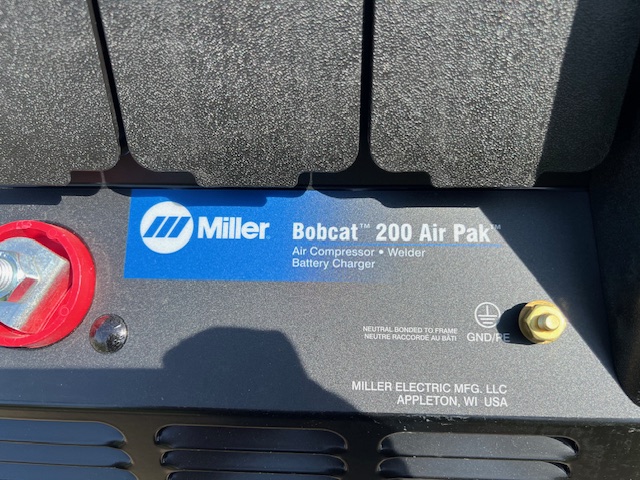 Miller®
Bobcat™ 200 Air Pak™
Air Compressor • Welder
Battery Charger
NEUTRAL BONDED TO FRAME
NEUTRE RACCORDÉ AU BÂTI
GND/PE
MILLER ELECTRIC MFG. LLC
APPLETON, WI USA